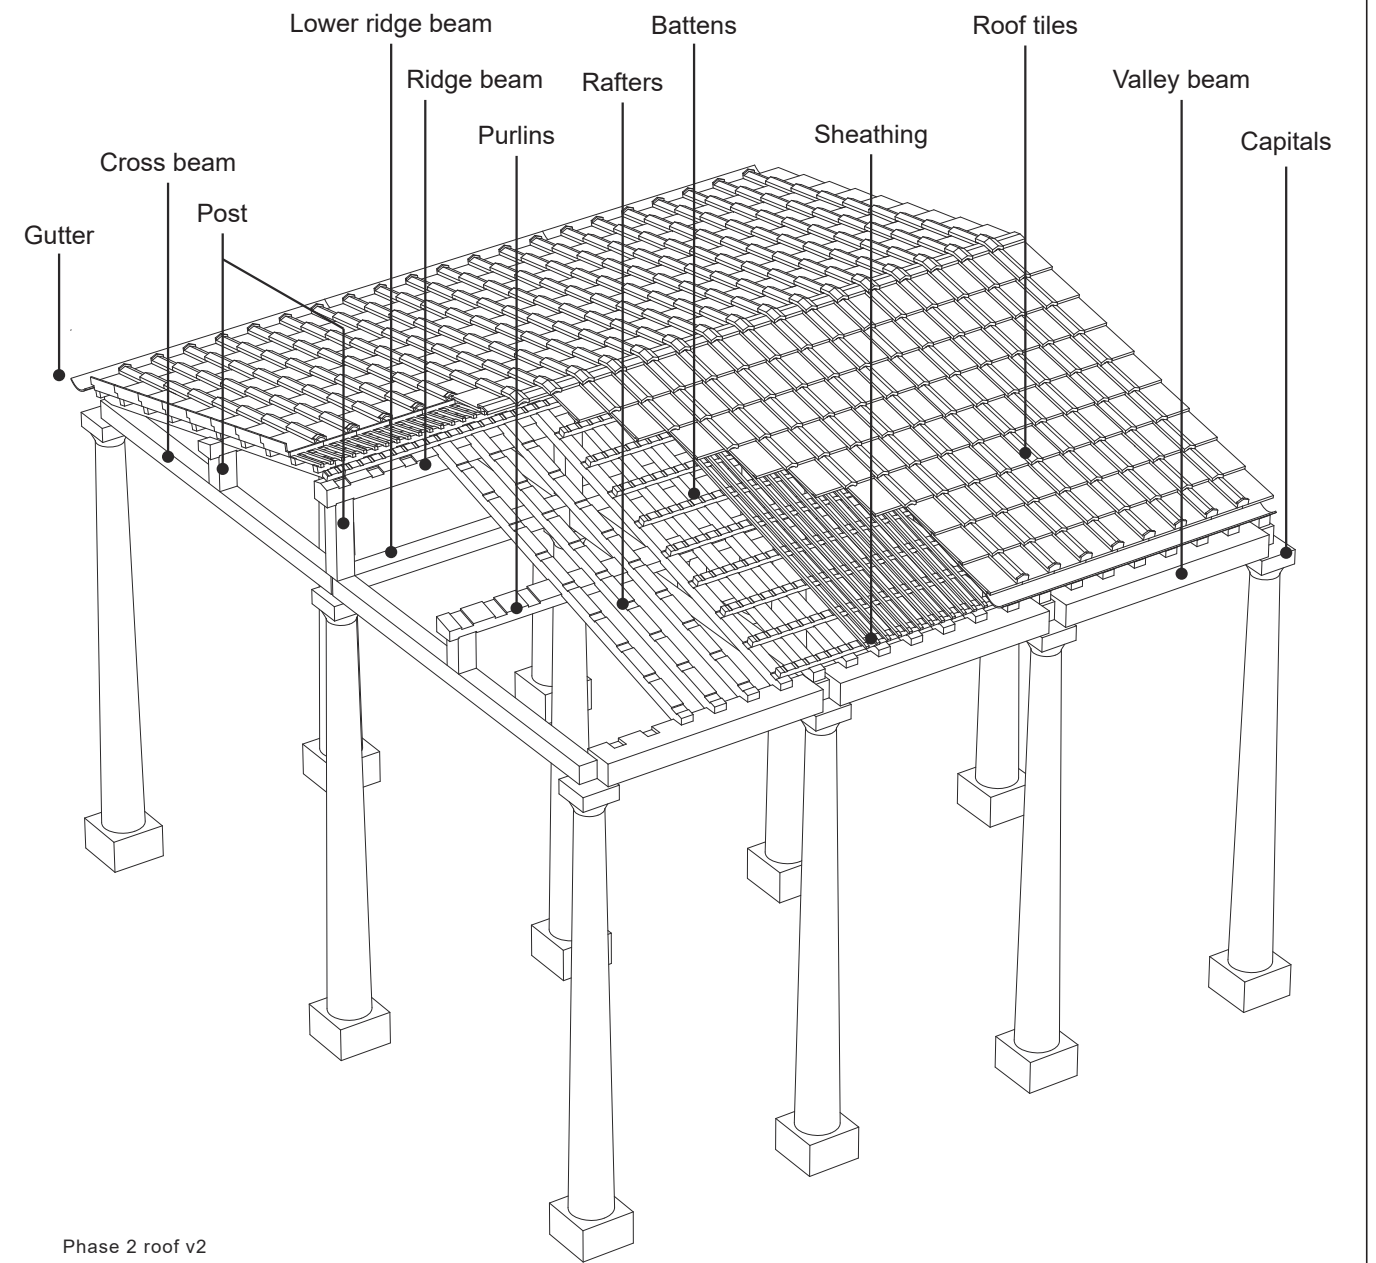 Lower ridge beam
Battens
Roof tiles
Ridge beam
Rafters
Valley beam
Purlins
Sheathing
Capitals
Cross beam
Post
Gutter
Phase 2 roof v2